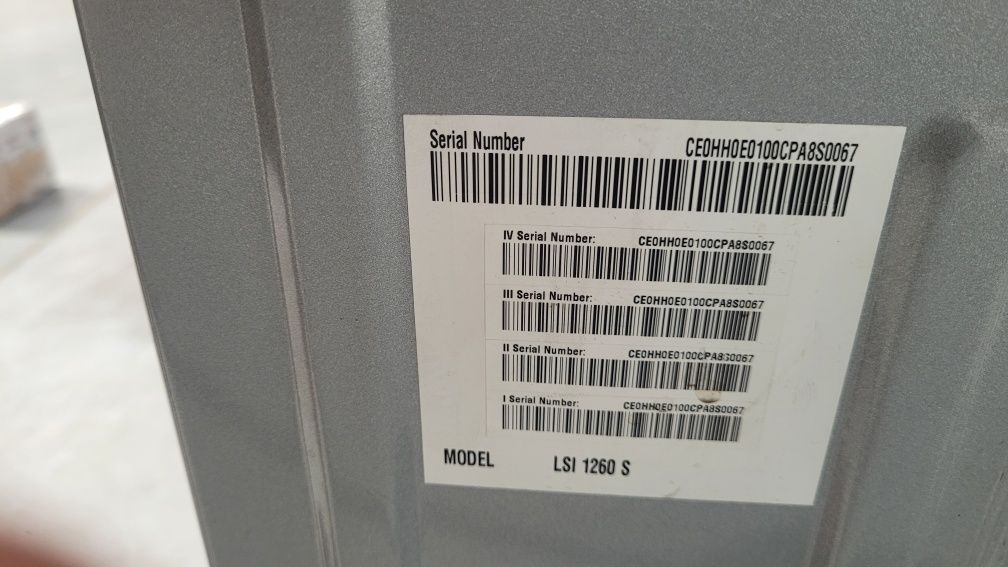 Serial Number CE0HH0E0100CPA8S0067
IV Serial Number: CE0HH0E0100CPA8S0067
III Serial Number: CE0HH0E0100CPA8S0067
II Serial Number: CE0HH0E0100CPA8S0067
I Serial Number: CE0HH0E0100CPA8S0067
MODEL LSI 1260 S